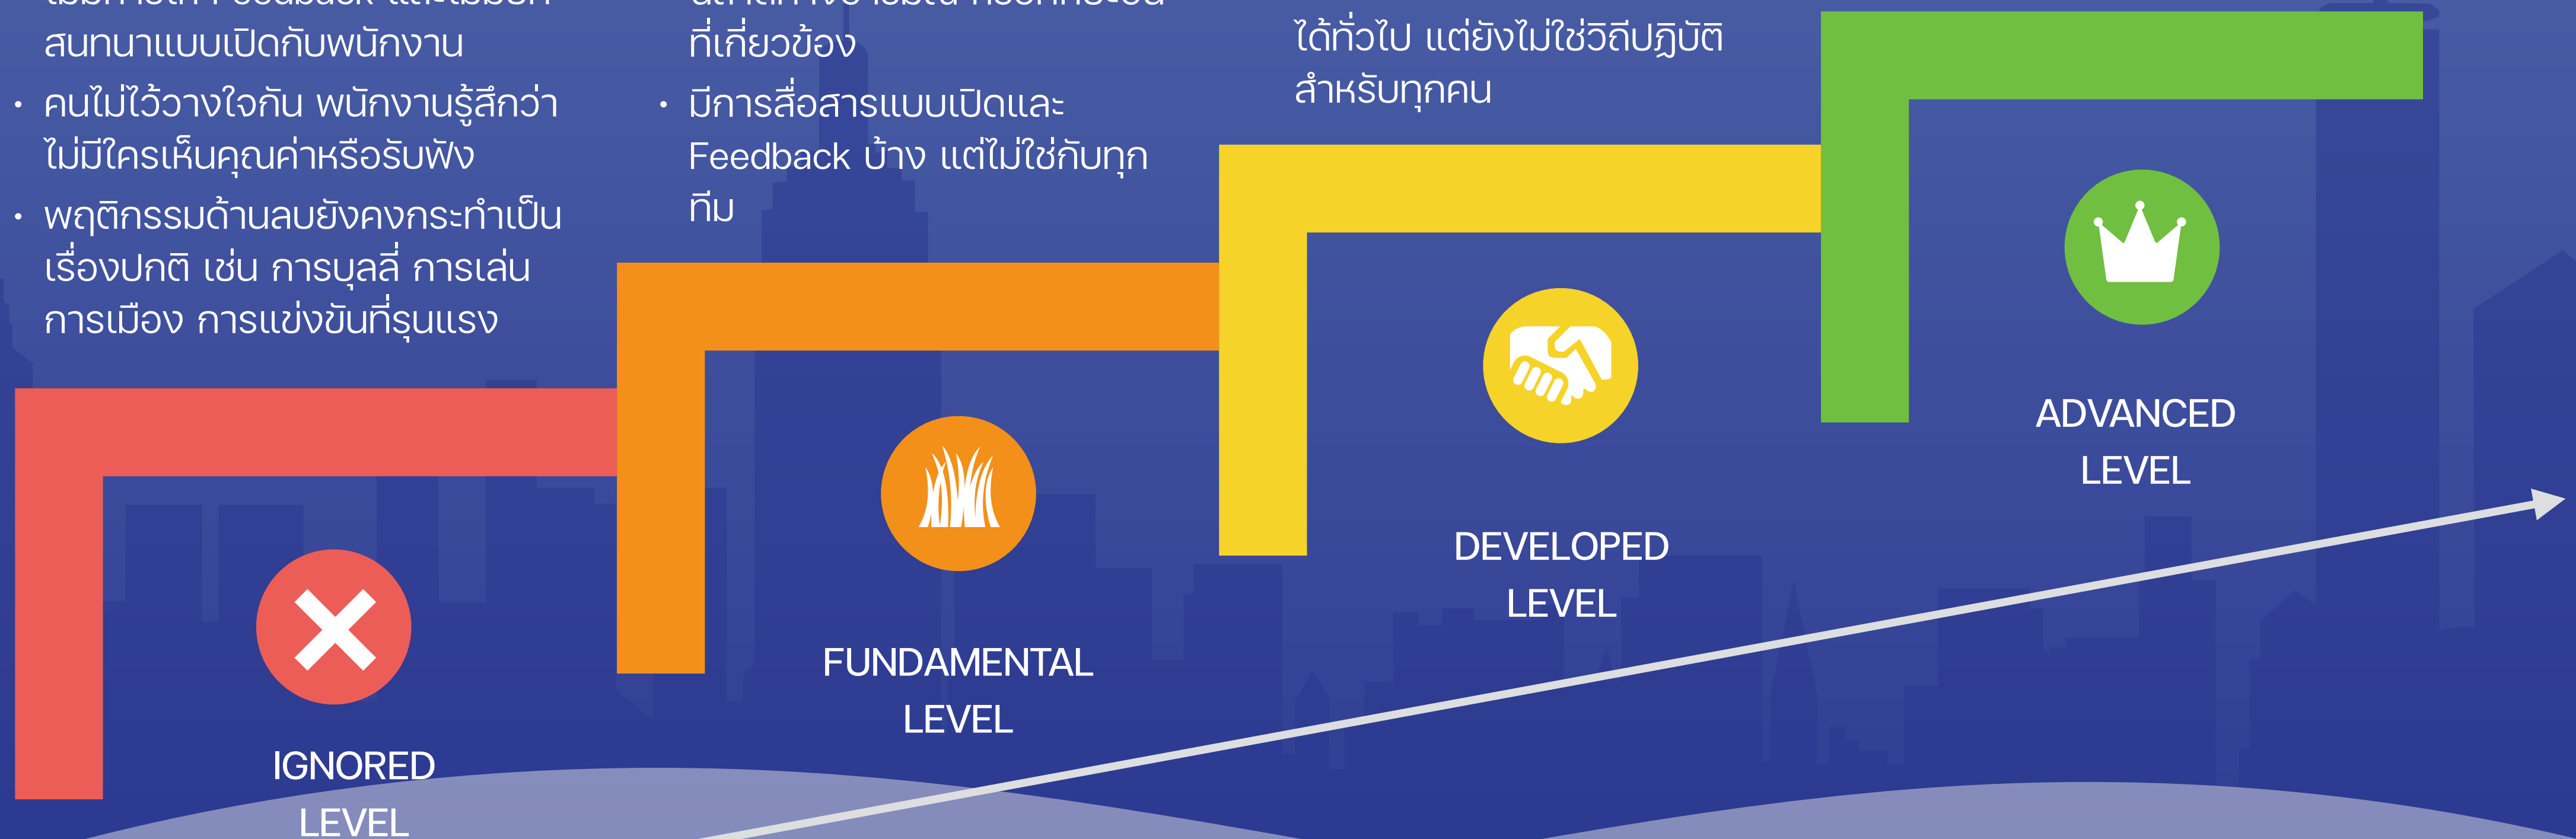 สนทนาแบบเปิดกับพนักงาน
• คนไม่ไว้วางใจกัน พนักงานรู้สึกว่า
ไม่มีใครเห็นคุณค่าหรือรับฟัง
• พฤติกรรมด้านลบยังคงกระทำเป็น
เรื่องปกติ เช่น การบุลลี่ การเล่น
การเมือง การแข่งขันที่รุนแรง
ที่เกี่ยวข้อง
• มีการสื่อสารแบบเปิดและ
Feedback บ้าง แต่ไม่ใช่กับทุก
ทีม
ได้ทั่วไป แต่ยังไม่ใช่วิถีปฏิบัติ
สำหรับทุกคน
IGNORED
LEVEL
FUNDAMENTAL
LEVEL
DEVELOPED
LEVEL
ADVANCED
LEVEL